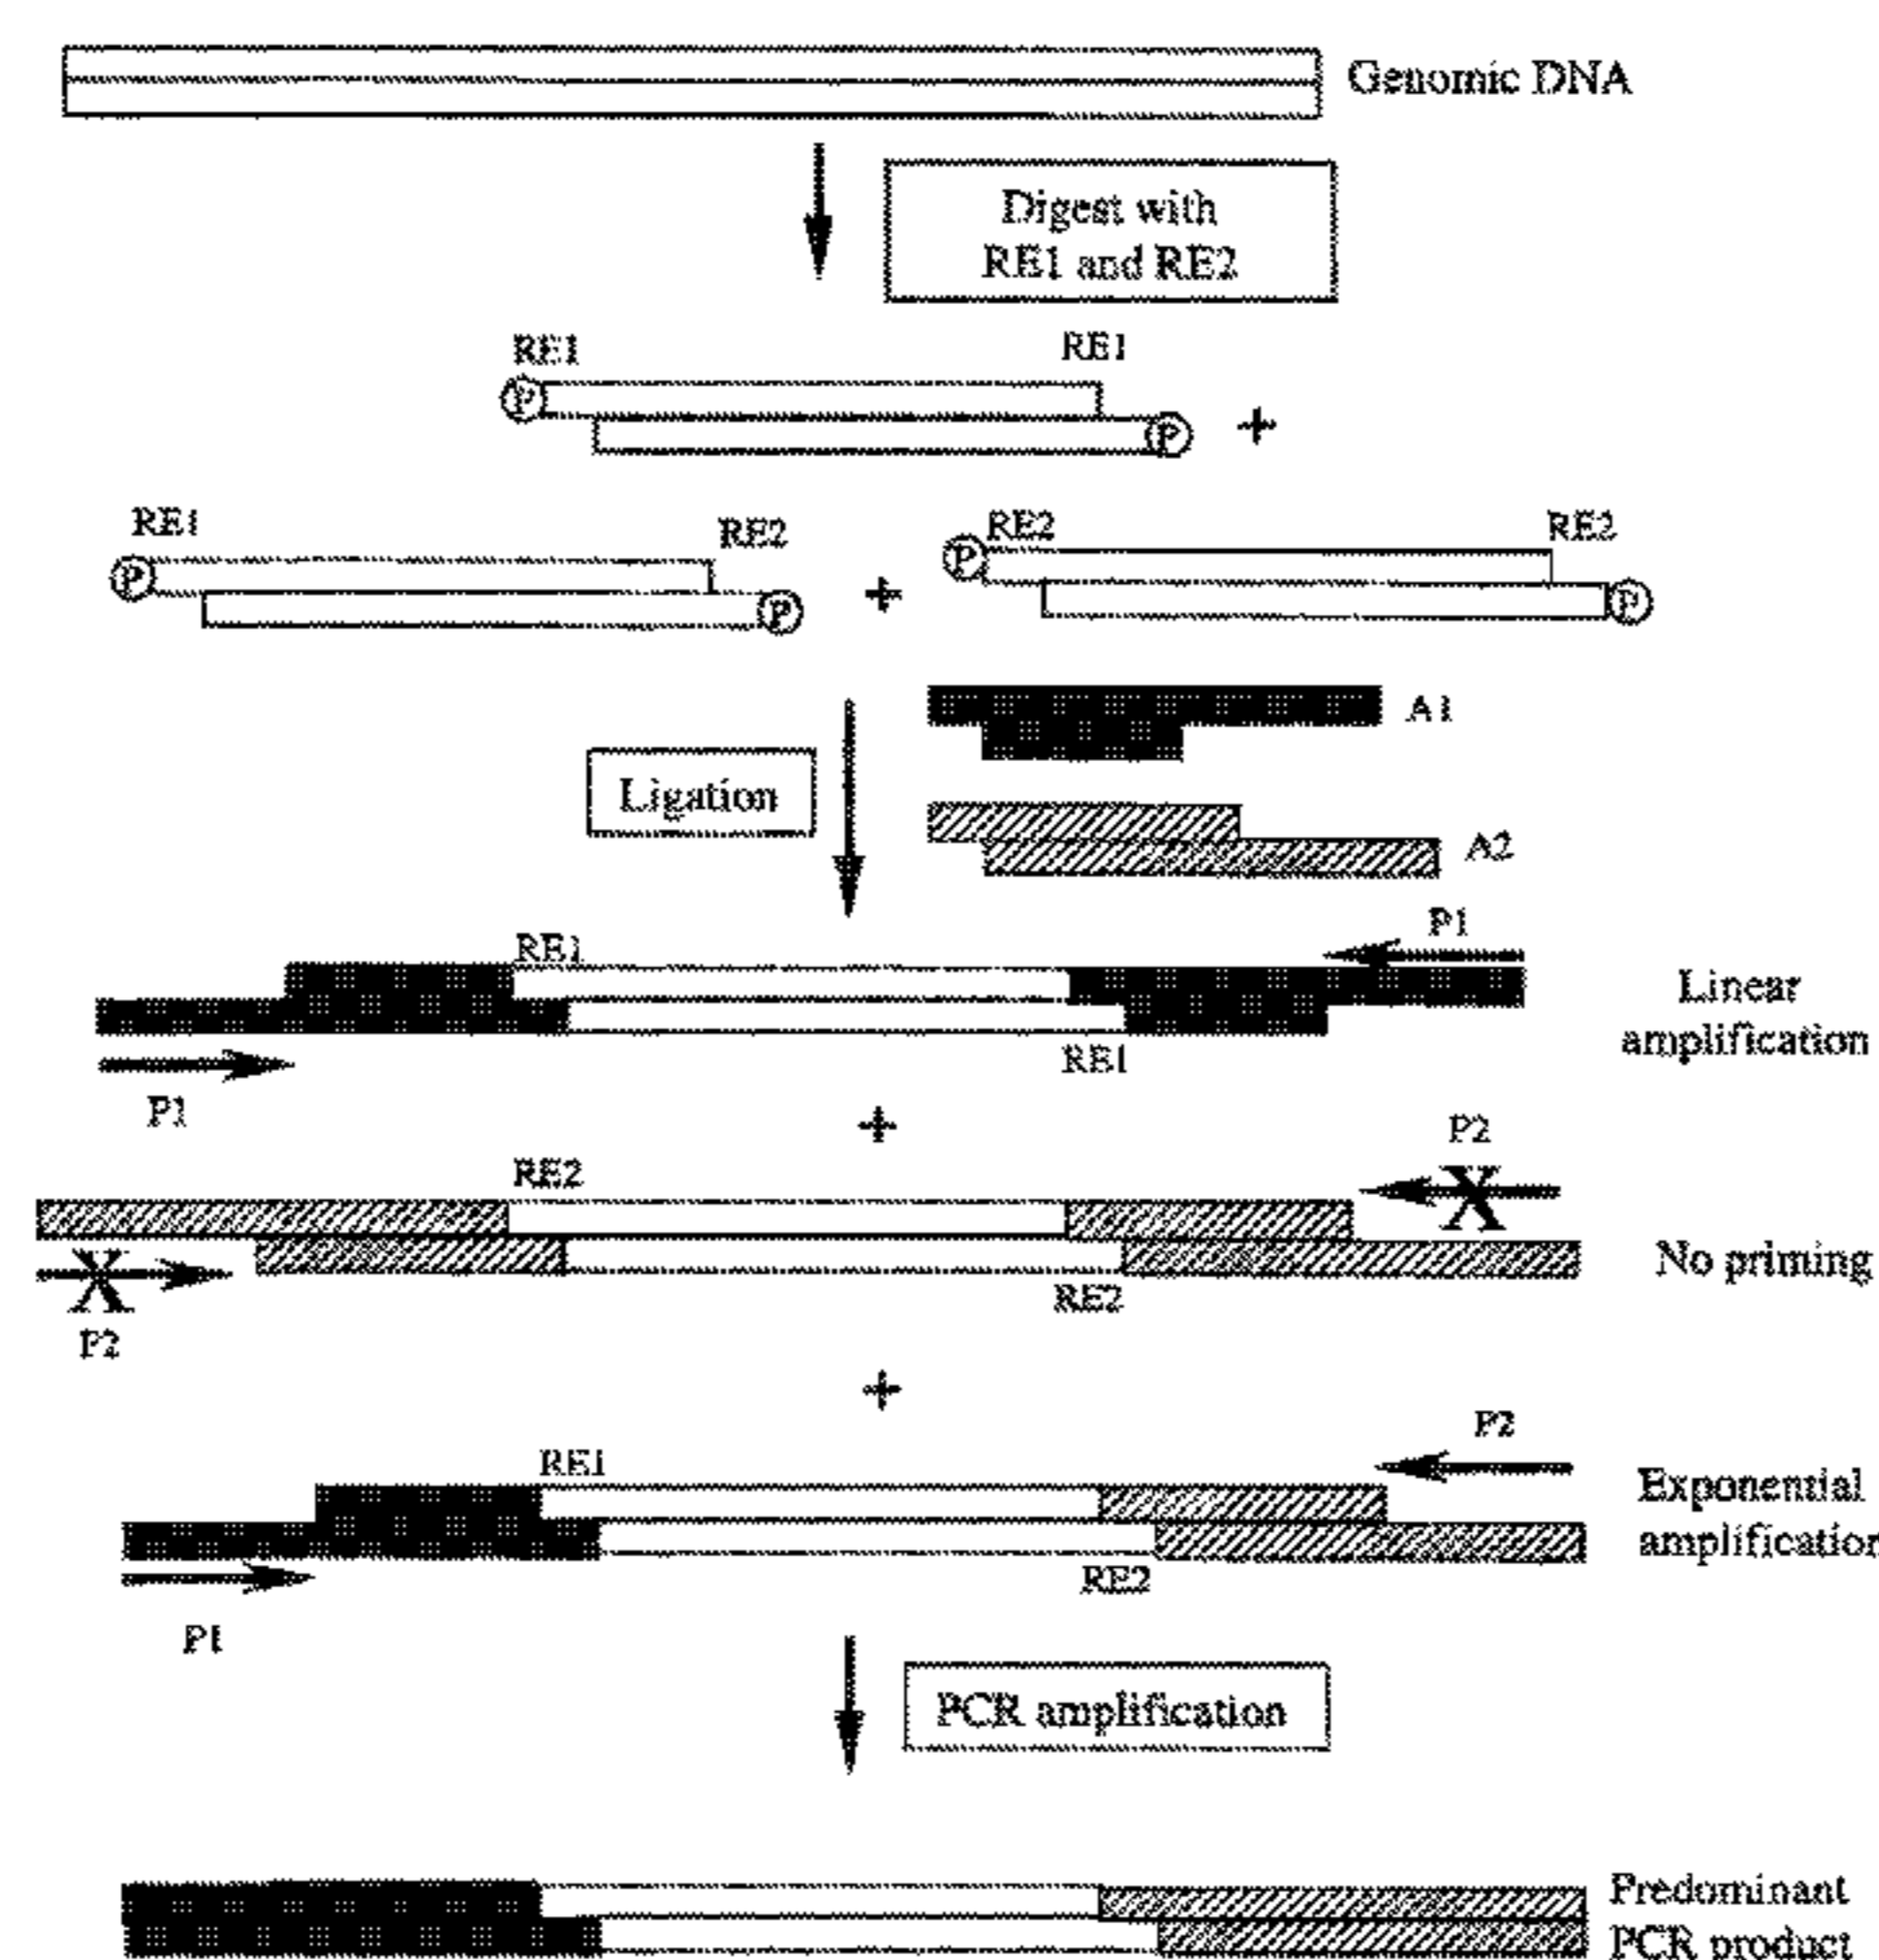 Genomic DNA
Digest with
RE1 and RE2
RE1
RE1
P
P
+
RE1
RE2
RE2
RE2
P
P
+
P
P
A1
Ligation
A2
P1
RE1
Linear
amplification
RE1
P1
+
P2
RE2
X
No priming
X
RE2
P2
+
P2
RE1
Exponential
amplification
RE2
P1
PCR amplification
Predominant
PCR product